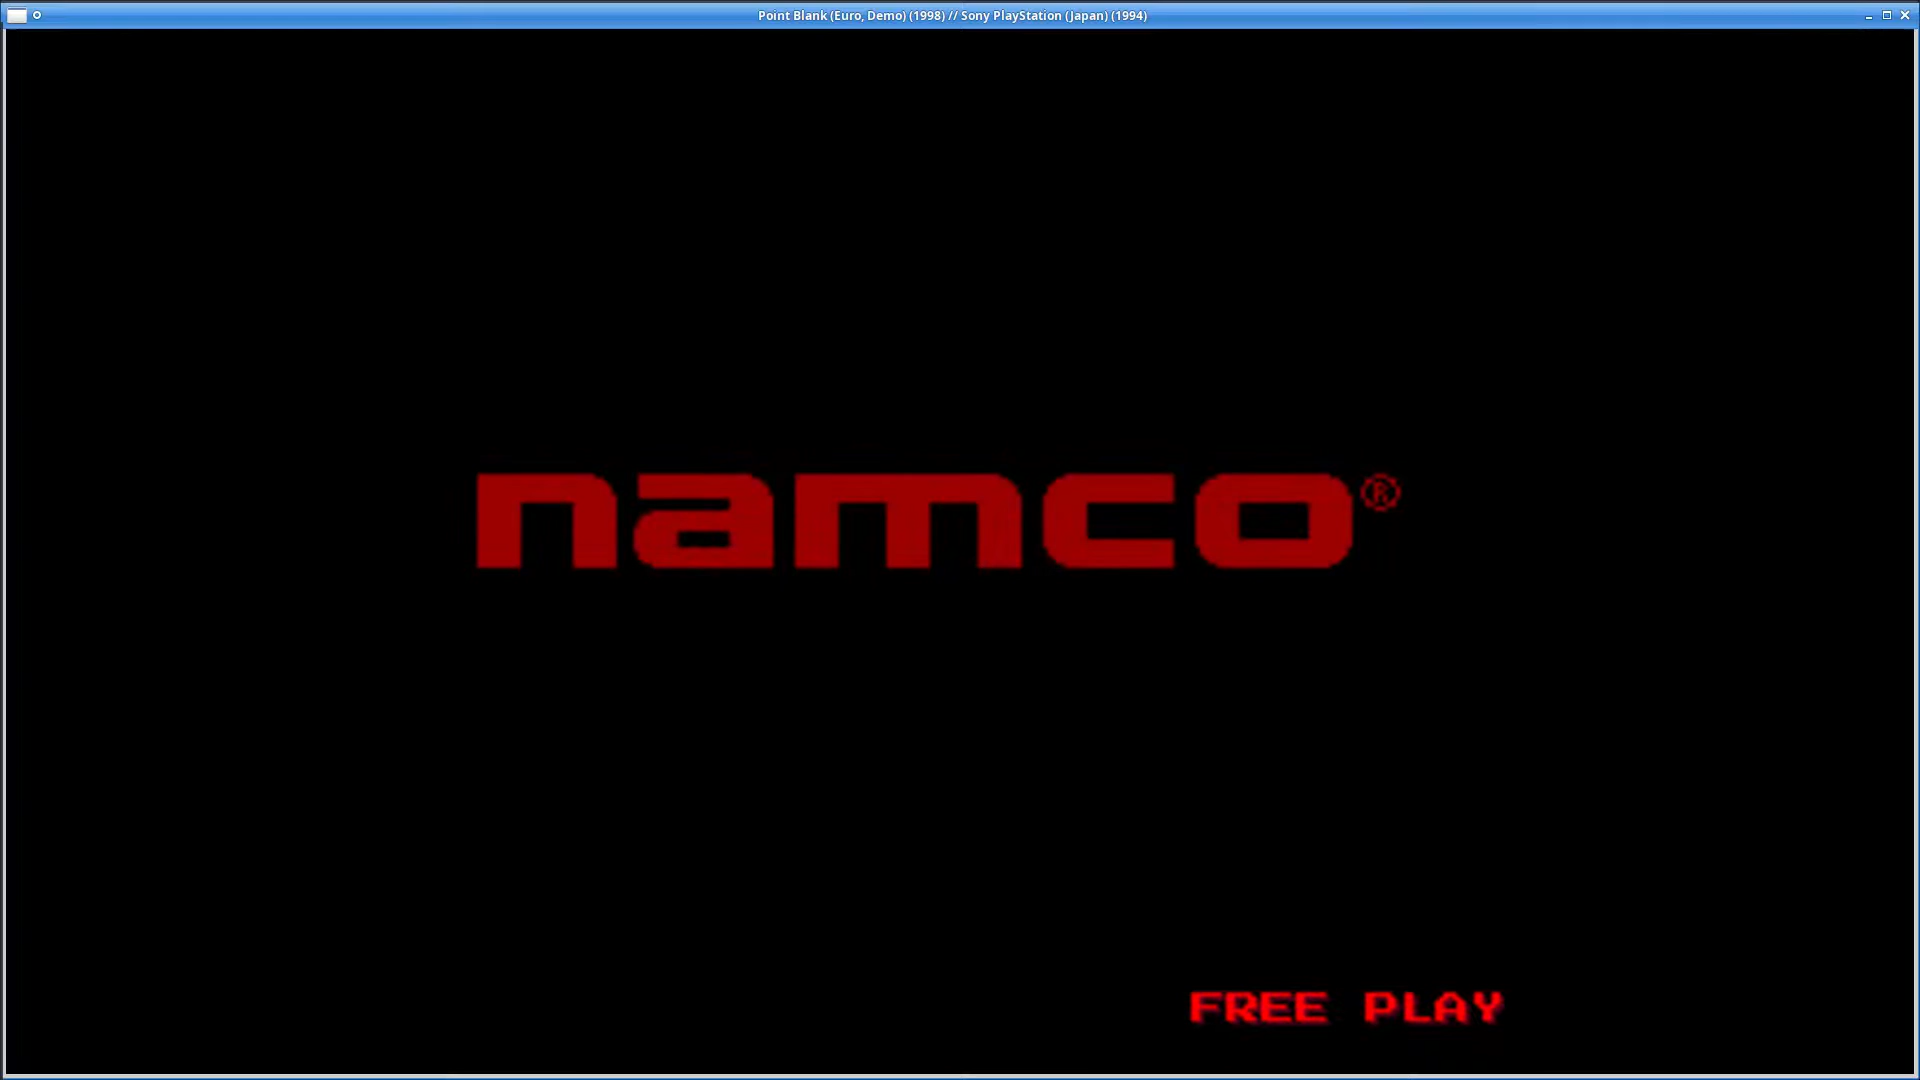 Point Blank (Euro, Demo) (1998) // Sony PlayStation (Japan) (1994)
namco®
FREE PLAY